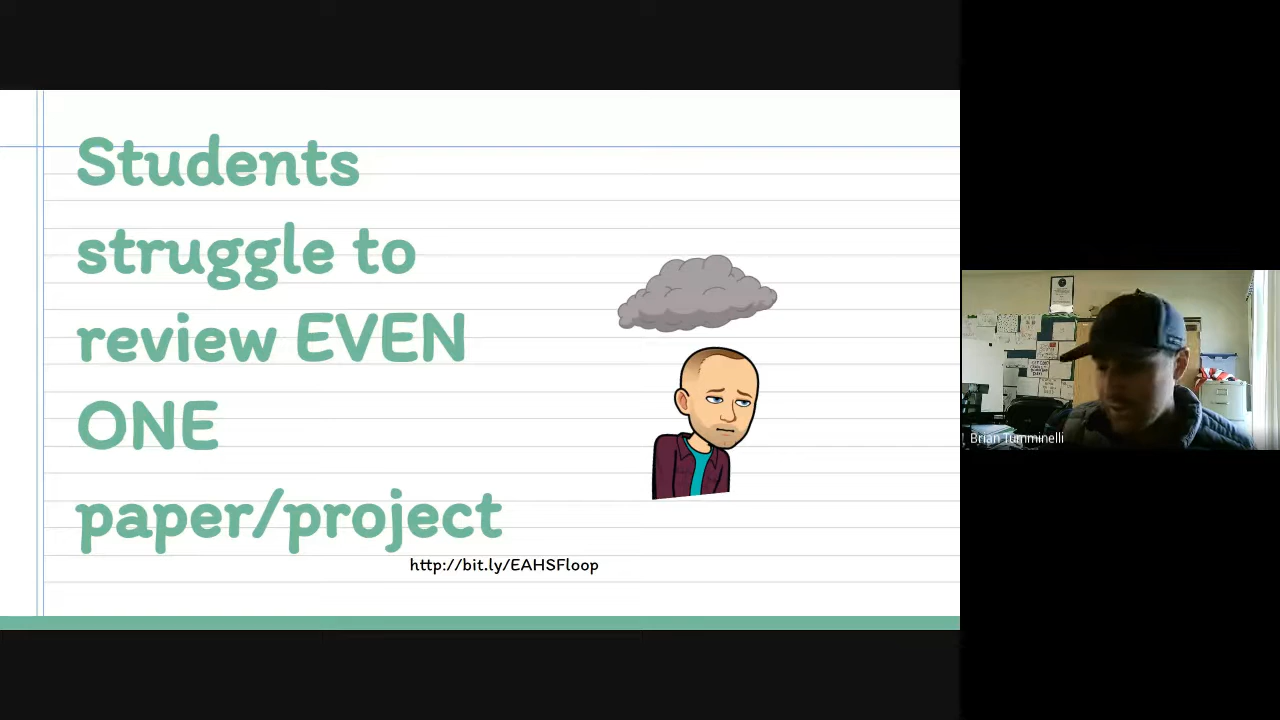 Students
struggle to
review EVEN
ONE
paper/project
http://bit.ly/EAHSFloop
Brian Tumminelli